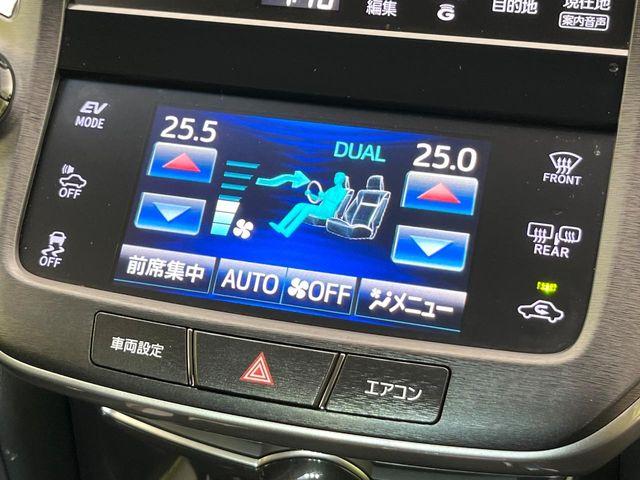 編集
G
目的地
現在地
案内音声
EV
MODE
25.5
DUAL
25.0
FRONT
OFF
OFF
REAR
前席集中
AUTO
OFF
メニュー
車両設定
エアコン